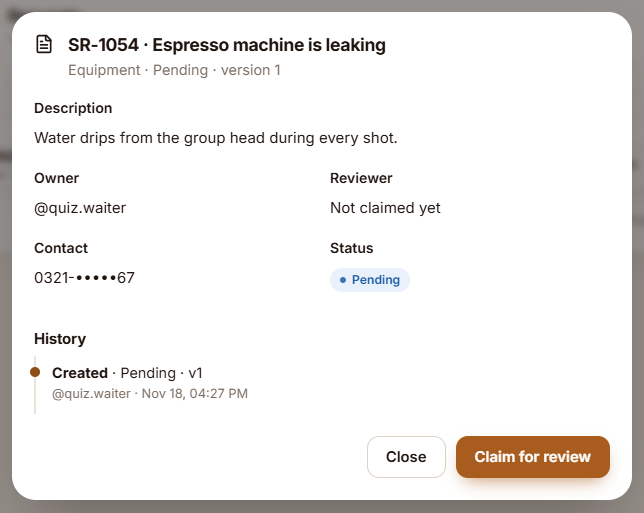 SR-1054 · Espresso machine is leaking
Equipment · Pending · version 1
Description
Water drips from the group head during every shot.
Owner
@quiz.waiter
Reviewer
Not claimed yet
Contact
0321-•••••67
Status
Pending
History
Created · Pending · v1
@quiz.waiter · Nov 18, 04:27 PM
Close
Claim for review